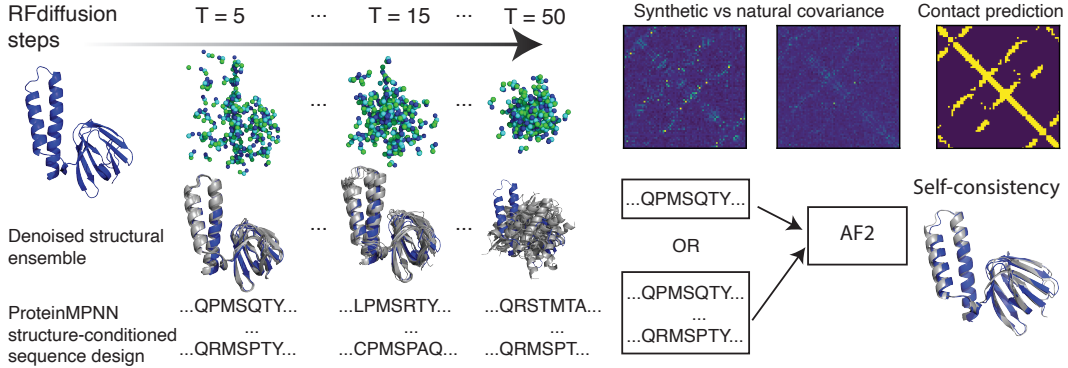 RFdiffusion
steps
T = 5 ... T = 15 ... T = 50
... ...
Denoised structural
ensemble
... ...
ProteinMPNN
structure-conditioned
sequence design
...QPMSQTY... ...LPMSRTY... ...QRSTMTA...
... ... ...
...QRMSPTY... ...CPMSPAQ... ...QRMSPT...
Synthetic vs natural covariance
Contact prediction
...QPMSQTY...
OR
...QPMSQTY...
...
...QRMSPTY...
AF2
Self-consistency